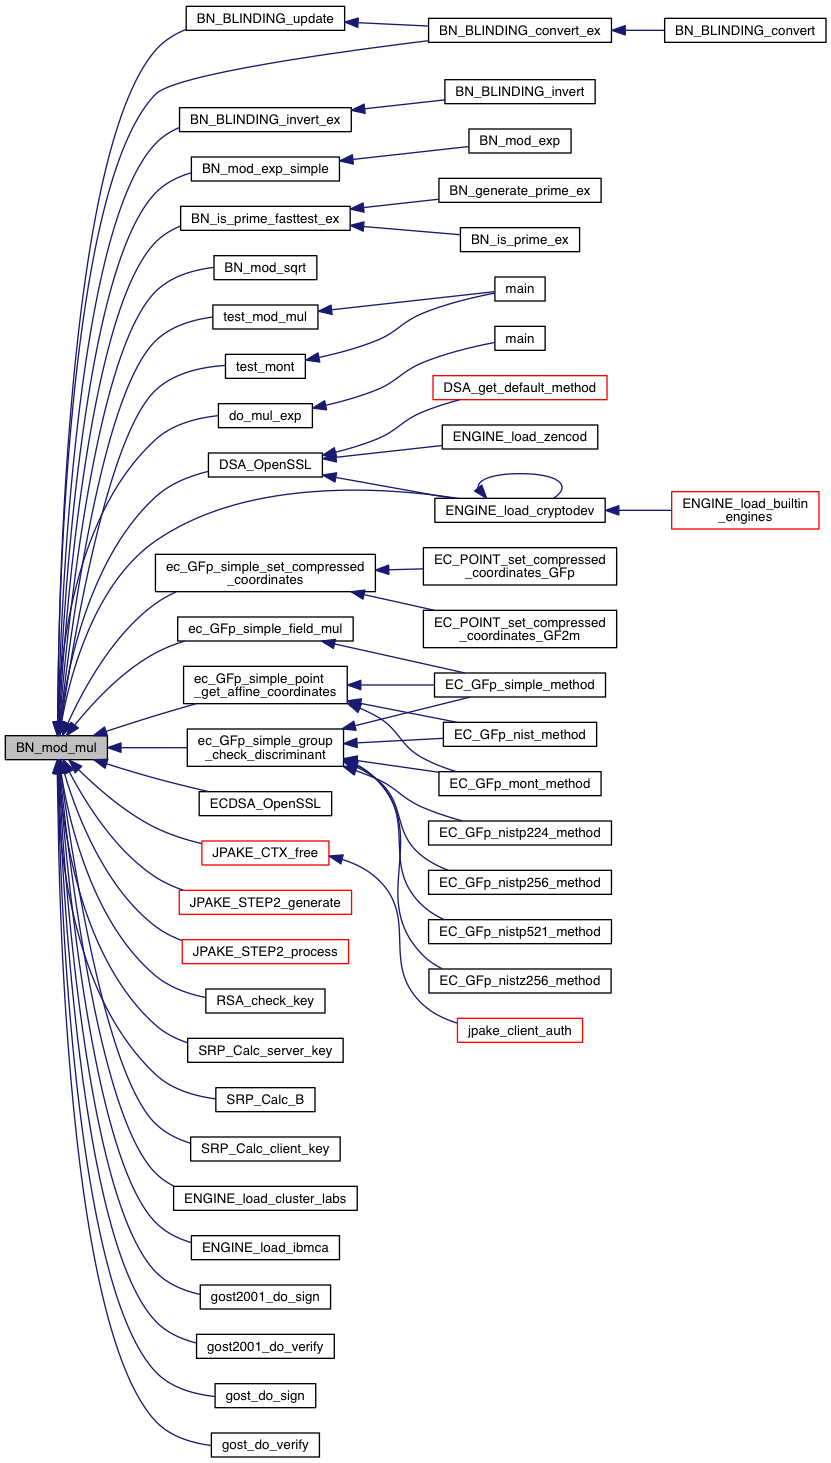 BN_BLINDING_update
BN_BLINDING_convert_ex
BN_BLINDING_convert
BN_BLINDING_invert
BN_BLINDING_invert_ex
BN_mod_exp
BN_mod_exp_simple
BN_generate_prime_ex
BN_is_prime_fasttest_ex
BN_is_prime_ex
BN_mod_sqrt
main
test_mod_mul
main
test_mont
DSA_get_default_method
do_mul_exp
ENGINE_load_zencod
DSA_OpenSSL
ENGINE_load_cryptodev
ENGINE_load_builtin
_engines
ec_GFp_simple_set_compressed
_coordinates
EC_POINT_set_compressed
_coordinates_GFp
EC_POINT_set_compressed
_coordinates_GF2m
ec_GFp_simple_field_mul
ec_GFp_simple_point
_get_affine_coordinates
EC_GFp_simple_method
BN_mod_mul
ec_GFp_simple_group
_check_discriminant
EC_GFp_nist_method
EC_GFp_mont_method
ECDSA_OpenSSL
EC_GFp_nistp224_method
JPAKE_CTX_free
EC_GFp_nistp256_method
JPAKE_STEP2_generate
EC_GFp_nistp521_method
JPAKE_STEP2_process
EC_GFp_nistz256_method
RSA_check_key
jpake_client_auth
SRP_Calc_server_key
SRP_Calc_B
SRP_Calc_client_key
ENGINE_load_cluster_labs
ENGINE_load_ibmca
gost2001_do_sign
gost2001_do_verify
gost_do_sign
gost_do_verify